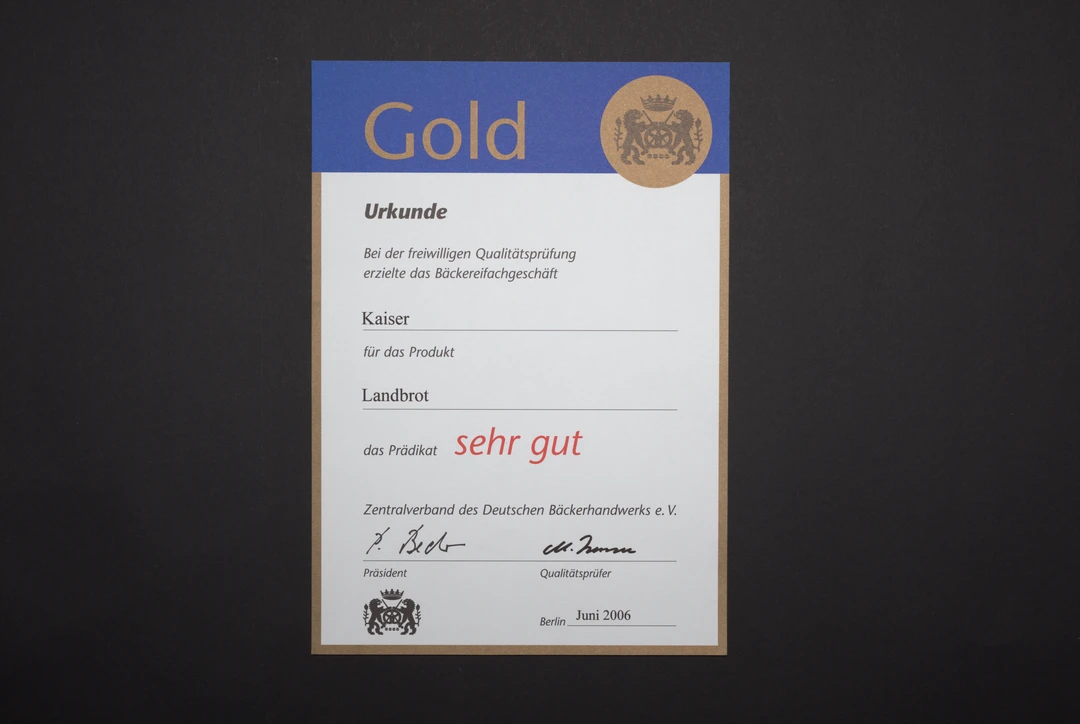 Gold
Urkunde
Bei der freiwilligen Qualitätsprüfung
erzielte das Bäckereifachgeschäft
Kaiser
für das Produkt
Landbrot
das Prädikat sehr gut
Zentralverband des Deutschen Bäckerhandwerks e. V.
Präsident Qualitätsprüfer
Berlin Juni 2006